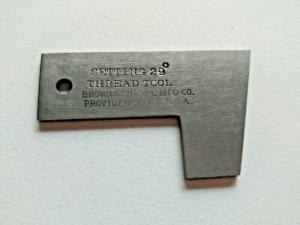 SETTING 29°
THREAD TOOL
BROWN & SHARPE MFG CO.
PROVIDENCE, R.I. U.S.A.